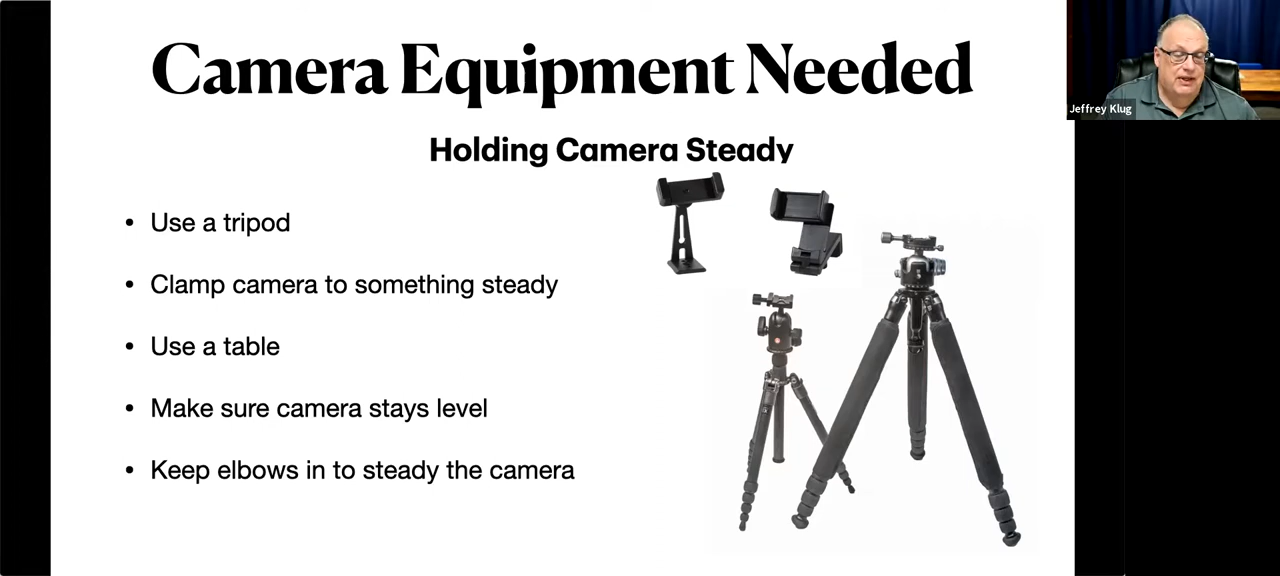 Camera Equipment Needed
Jeffrey Klug
Holding Camera Steady
• Use a tripod
• Clamp camera to something steady
• Use a table
• Make sure camera stays level
• Keep elbows in to steady the camera